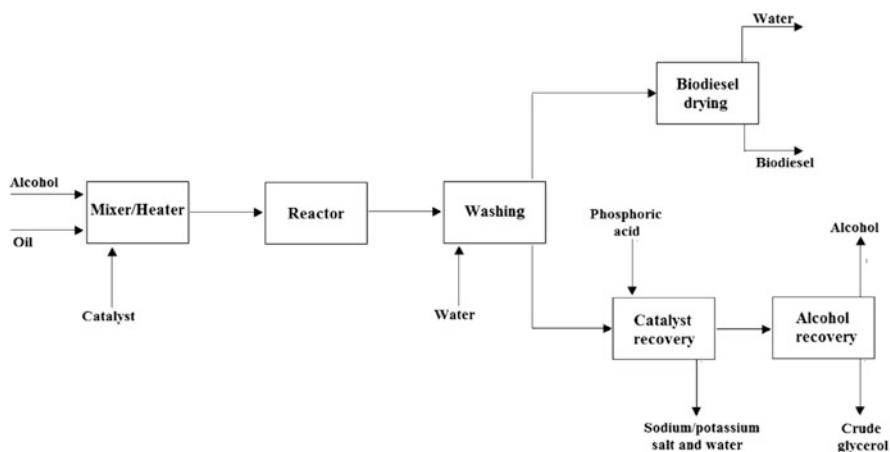 Water
Biodiesel
drying
Biodiesel
Alcohol
Mixer/Heater
Oil
Catalyst
Reactor
Washing
Water
Phosphoric
acid
Catalyst
recovery
Sodium/potassium
salt and water
Alcohol
Alcohol
recovery
Crude
glycerol